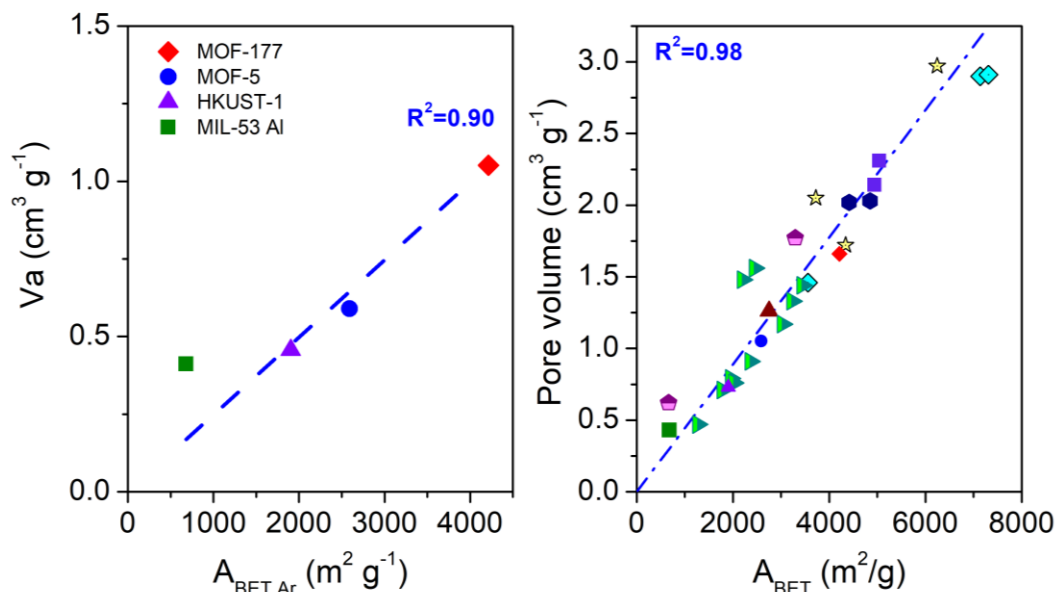 1.5
1.0
0.5
0.0
Va (cm³ g⁻¹)
MOF-177
MOF-5
HKUST-1
MIL-53 Al
R²=0.90
0 1000 2000 3000 4000
A_BET Ar (m² g⁻¹)
R²=0.98
3.0
2.5
2.0
1.5
1.0
0.5
0.0
Pore volume (cm³ g⁻¹)
0 2000 4000 6000 8000
A_BET (m²/g)